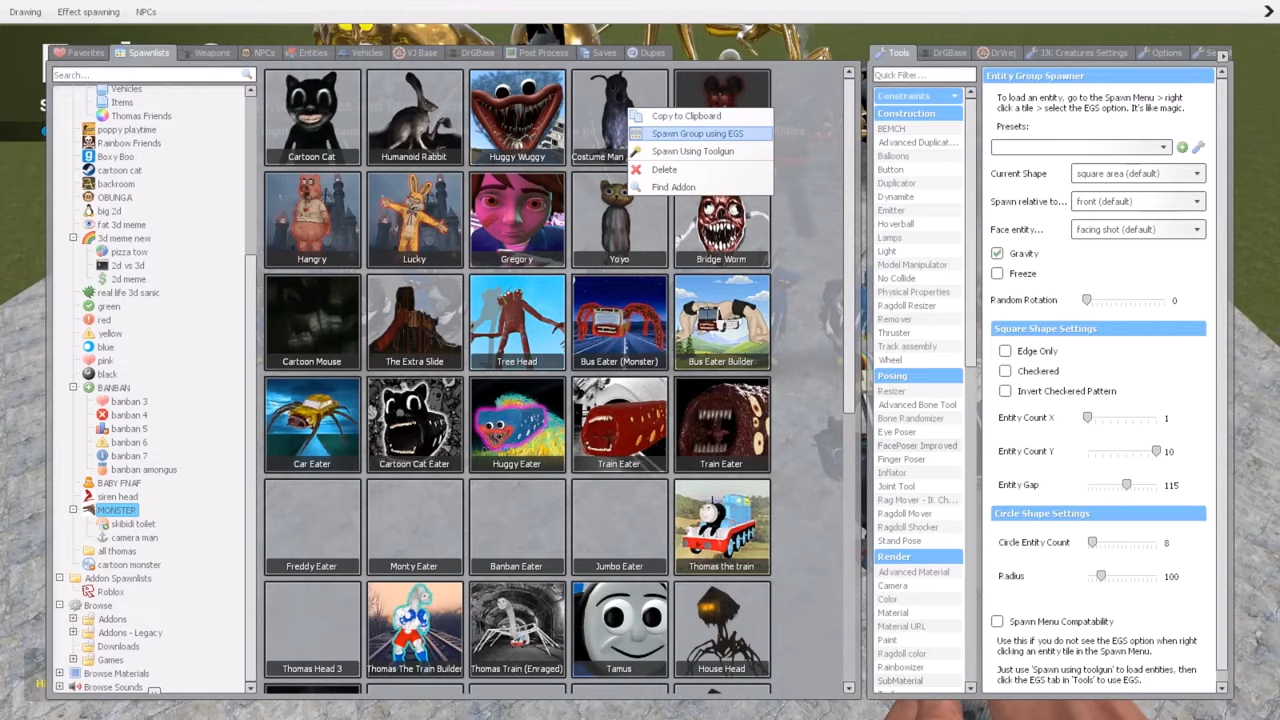 Drawing
Effect spawning
NPCs
Favorites
Spawnlists
Weapons
NPCs
Entities
Vehicles
VJ Base
DrGBase
Post Process
Saves
Dupes
Search...
Vehicles
Items
Thomas Friends
poppy playtime
Rainbow Friends
Boxy Boo
cartoon cat
backroom
OBUNGA
big 2d
fat 3d meme
3d meme new
pizza tow
2d vs 3d
2d meme
real life 3d sanic
green
red
yellow
blue
pink
black
BANBAN
banban 3
banban 4
banban 5
banban 6
banban 7
banban amongus
BABY FNAF
siren head
MONSTER
skibidi toilet
camera man
all thomas
cartoon monster
Addon Spawnlists
Roblox
Browse
Addons
Addons - Legacy
Downloads
Games
Browse Materials
Browse Sounds
Cartoon Cat
Humanoid Rabbit
Huggy Wuggy
Costume Man
Copy to Clipboard
Spawn Group using EGS
Spawn Using Toolgun
Delete
Find Addon
Hangry
Lucky
Gregory
Yoyo
Bridge Worm
Cartoon Mouse
The Extra Slide
Tree Head
Bus Eater (Monster)
Bus Eater Builder
Car Eater
Cartoon Cat Eater
Huggy Eater
Train Eater
Train Eater
Freddy Eater
Monty Eater
Banban Eater
Jumbo Eater
Thomas the train
Thomas Head 3
Thomas The Train Builder
Thomas Train (Enraged)
Tamus
House Head
Tools
DrGBase
DrVrej
JJK Creatures Settings
Options
Quick Filter...
Constraints
Construction
BEMCH
Advanced Duplicat...
Balloons
Button
Duplicator
Dynamite
Emitter
Hoverball
Lamps
Light
Model Manipulator
No Collide
Physical Properties
Ragdoll Resizer
Remover
Thruster
Track assembly
Wheel
Posing
Resizer
Advanced Bone Tool
Bone Randomizer
Eye Poser
FacePoser Improved
Finger Poser
Inflator
Joint Tool
Rag Mover - Ik Ch...
Ragdoll Mover
Ragdoll Shocker
Stand Pose
Render
Advanced Material
Camera
Color
Material
Material URL
Paint
Ragdoll color
Rainbowizer
SubMaterial
Entity Group Spawner
To load an entity, go to the Spawn Menu > right
click a tile > select the EGS option. It's like magic.
Presets:
Current Shape
square area (default)
Spawn relative to...
front (default)
Face entity...
facing shot (default)
Gravity
Freeze
Random Rotation
0
Square Shape Settings
Edge Only
Checkered
Invert Checkered Pattern
Entity Count X
1
Entity Count Y
10
Entity Gap
115
Circle Shape Settings
Circle Entity Count
8
Radius
100
Spawn Menu Compatability
Use this if you do not see the EGS option when right
clicking an entity tile in the Spawn Menu.
Just use 'Spawn using toolgun' to load entities, then
click the EGS tab in 'Tools' to use EGS.